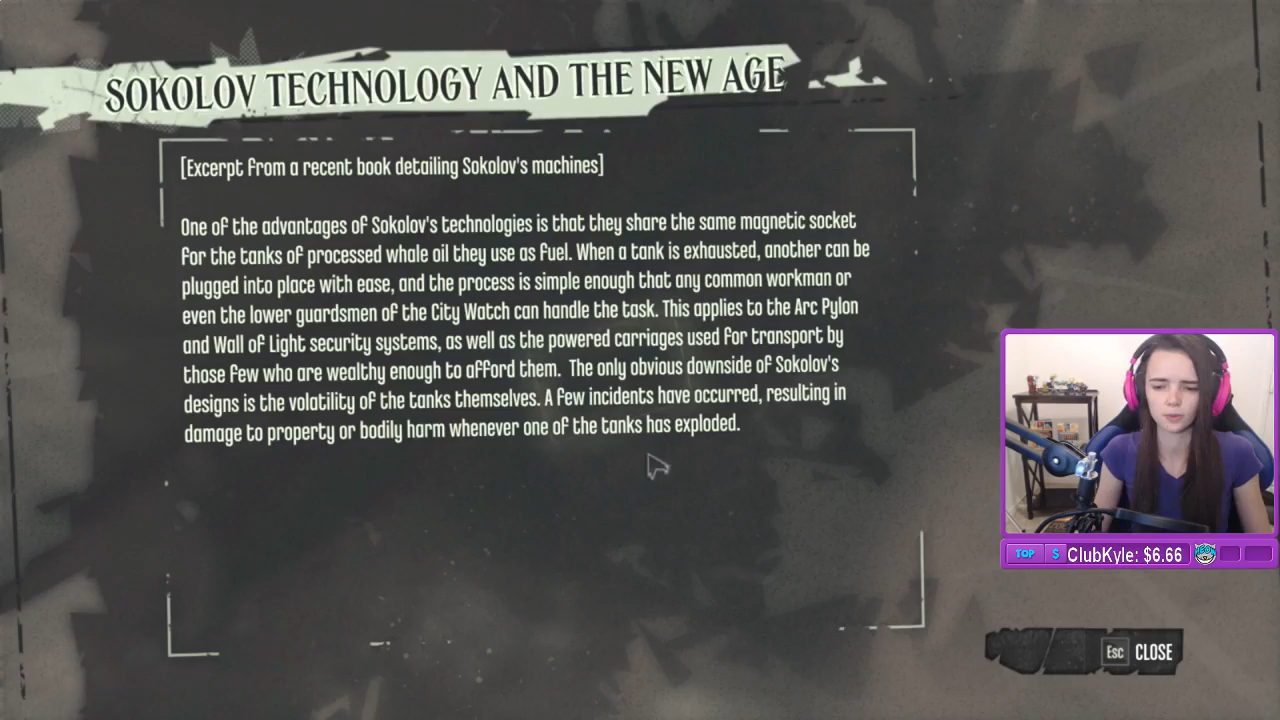 SOKOLOV TECHNOLOGY AND THE NEW AGE
[Excerpt from a recent book detailing Sokolov's machines]
One of the advantages of Sokolov's technologies is that they share the same magnetic socket
for the tanks of processed whale oil they use as fuel. When a tank is exhausted, another can be
plugged into place with ease, and the process is simple enough that any common workman or
even the lower guardsmen of the City Watch can handle the task. This applies to the Arc Pylon
and Wall of Light security systems, as well as the powered carriages used for transport by
those few who are wealthy enough to afford them. The only obvious downside of Sokolov's
designs is the volatility of the tanks themselves. A few incidents have occurred, resulting in
damage to property or bodily harm whenever one of the tanks has exploded.
TOP $ ClubKyle: $6.66
Esc CLOSE